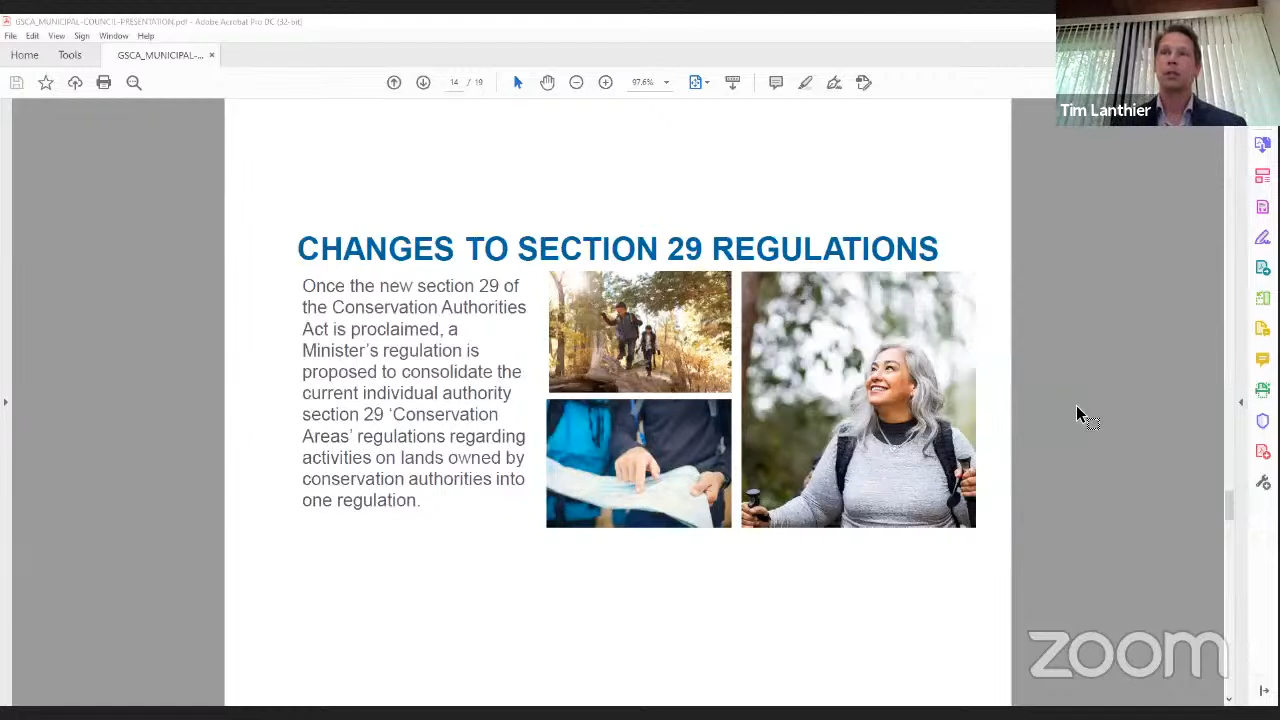 GSCA_MUNICIPAL-COUNCIL-PRESENTATION.pdf - Adobe Acrobat Pro DC (32-bit)
File Edit View Sign Window Help
Home Tools GSCA_MUNICIPAL-... ×
14 / 19 97.6%
Tim Lanthier
CHANGES TO SECTION 29 REGULATIONS
Once the new section 29 of
the Conservation Authorities
Act is proclaimed, a
Minister’s regulation is
proposed to consolidate the
current individual authority
section 29 ‘Conservation
Areas’ regulations regarding
activities on lands owned by
conservation authorities into
one regulation.
zoom